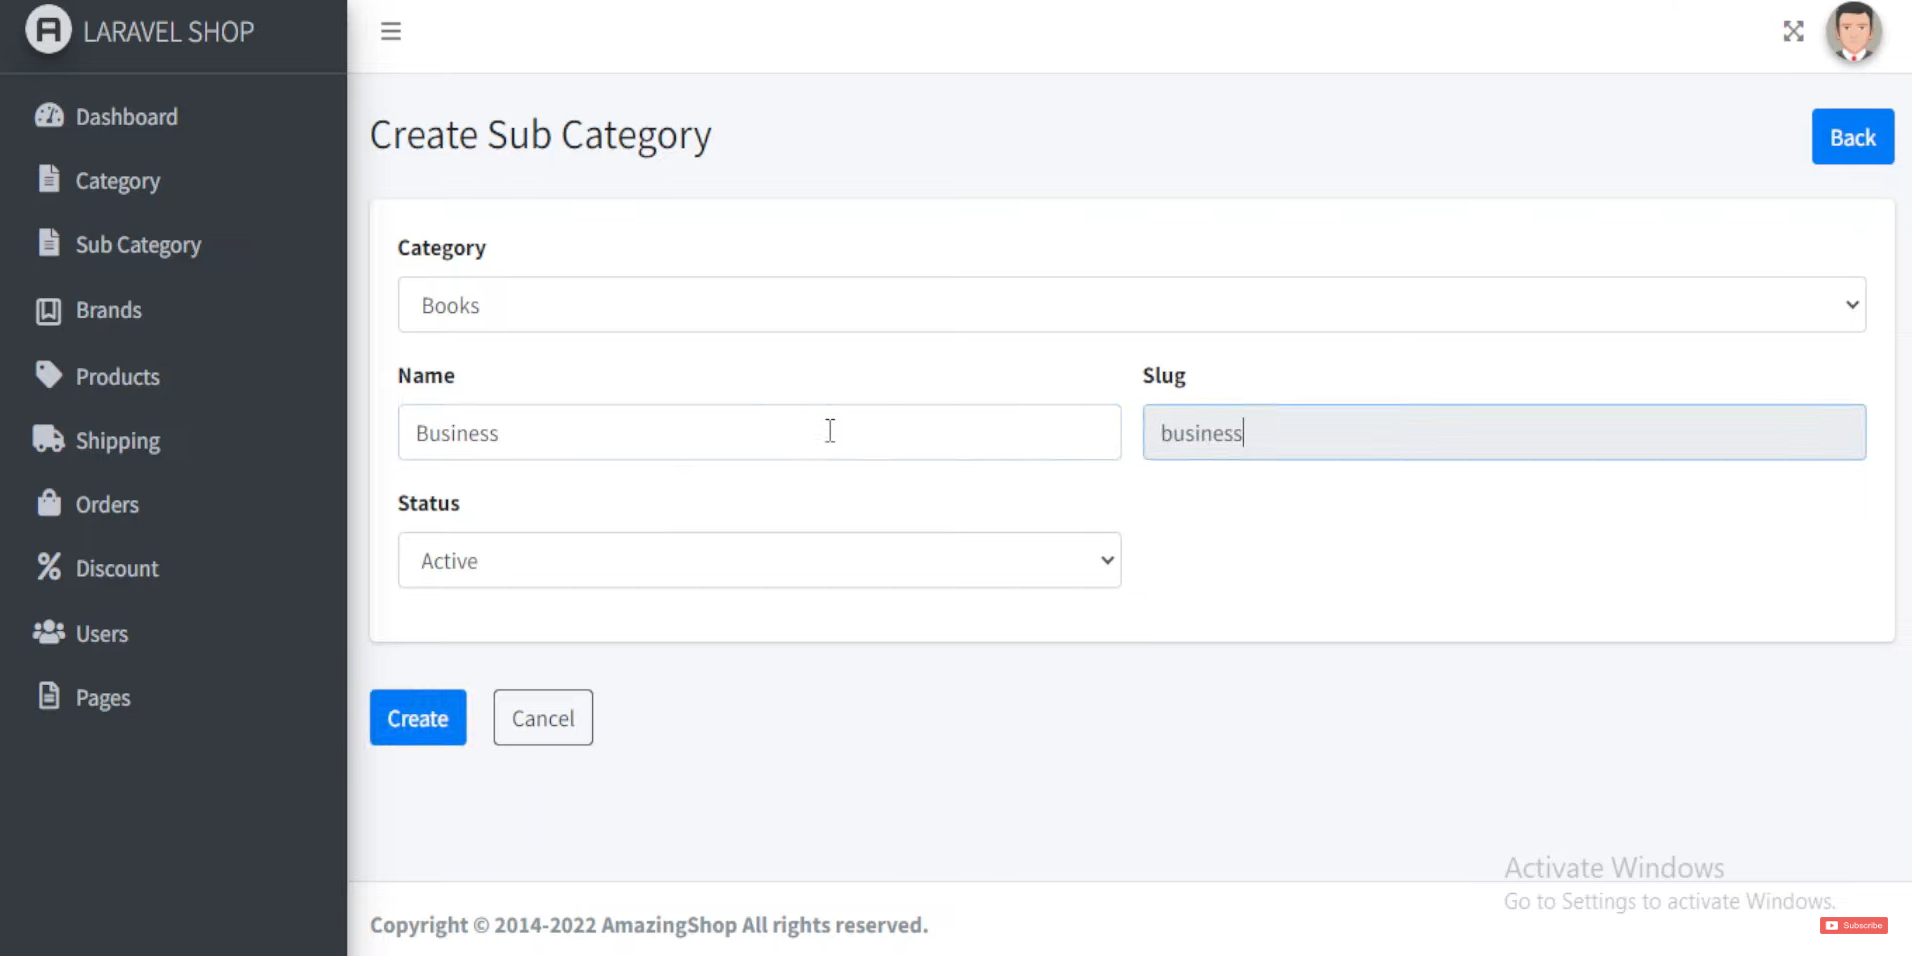 LARAVEL SHOP
Dashboard
Category
Sub Category
Brands
Products
Shipping
Orders
Discount
Users
Pages
Create Sub Category
Back
Category
Books
Name
Slug
Business
business
Status
Active
Create
Cancel
Activate Windows
Go to Settings to activate Windows.
Subscribe
Copyright © 2014-2022 AmazingShop All rights reserved.